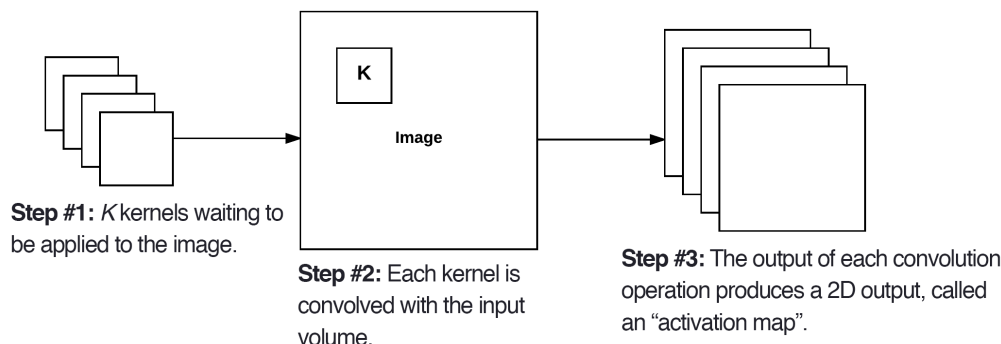 K
Image
Step #1: K kernels waiting to
be applied to the image.
Step #2: Each kernel is
convolved with the input
volume.
Step #3: The output of each convolution
operation produces a 2D output, called
an “activation map”.